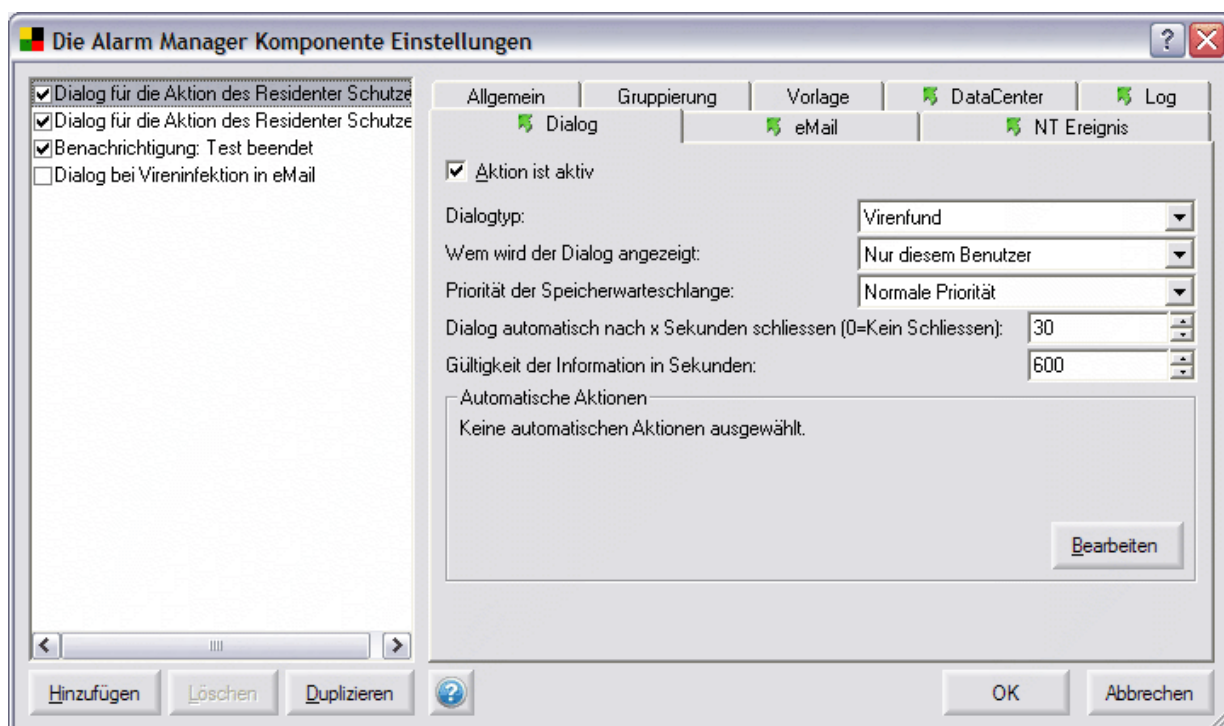 Die Alarm Manager Komponente Einstellungen
Dialog für die Aktion des Residenter Schutze
Dialog für die Aktion des Residenter Schutze
Benachrichtigung: Test beendet
Dialog bei Vireninfektion in eMail
Allgemein Gruppierung Vorlage DataCenter Log
Dialog eMail NT Ereignis
Aktion ist aktiv
Dialogtyp: Virenfund
Wem wird der Dialog angezeigt: Nur diesem Benutzer
Priorität der Speicherwarteschlange: Normale Priorität
Dialog automatisch nach x Sekunden schliessen (0=Kein Schliessen): 30
Gültigkeit der Information in Sekunden: 600
Automatische Aktionen
Keine automatischen Aktionen ausgewählt.
Bearbeiten
Hinzufügen Löschen Duplizieren OK Abbrechen